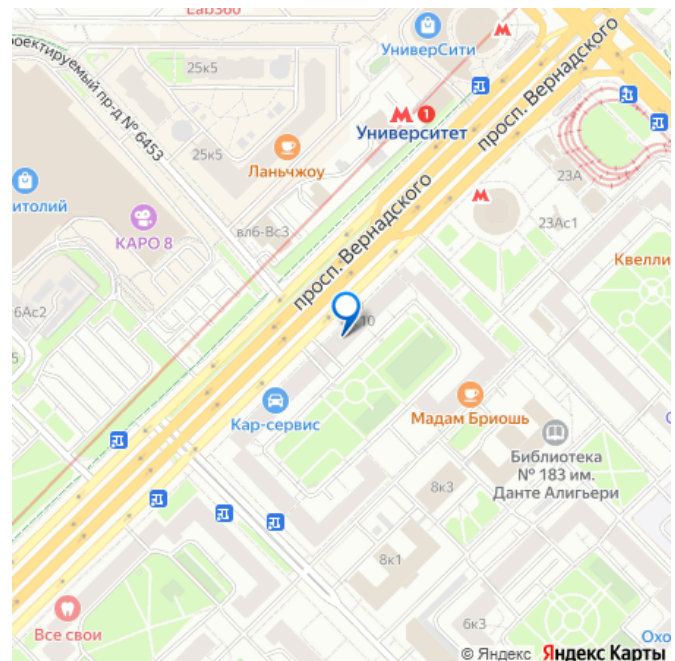 Lab360
УниверСити
25к5
Университет
просп. Вернадского
проектируемый пр-д № 6453
25к5
Ланьчжоу
23А
23Ас1
итолий
КАРО 8
вл6-Вс3
просп. Вернадского
Квелли
6Ас2
10
Кар-сервис
Мадам Бриошь
Библиотека
№ 183 им.
Данте Алигьери
8к3
8к1
6к3
Все свои
Охо
© Яндекс Яндекс Карты